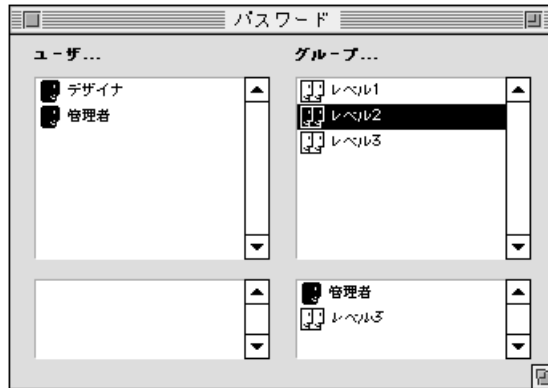 パスワード
ユーザ...
デザイナ
管理者
グループ...
レベル1
レベル2
レベル3
管理者
レベル3